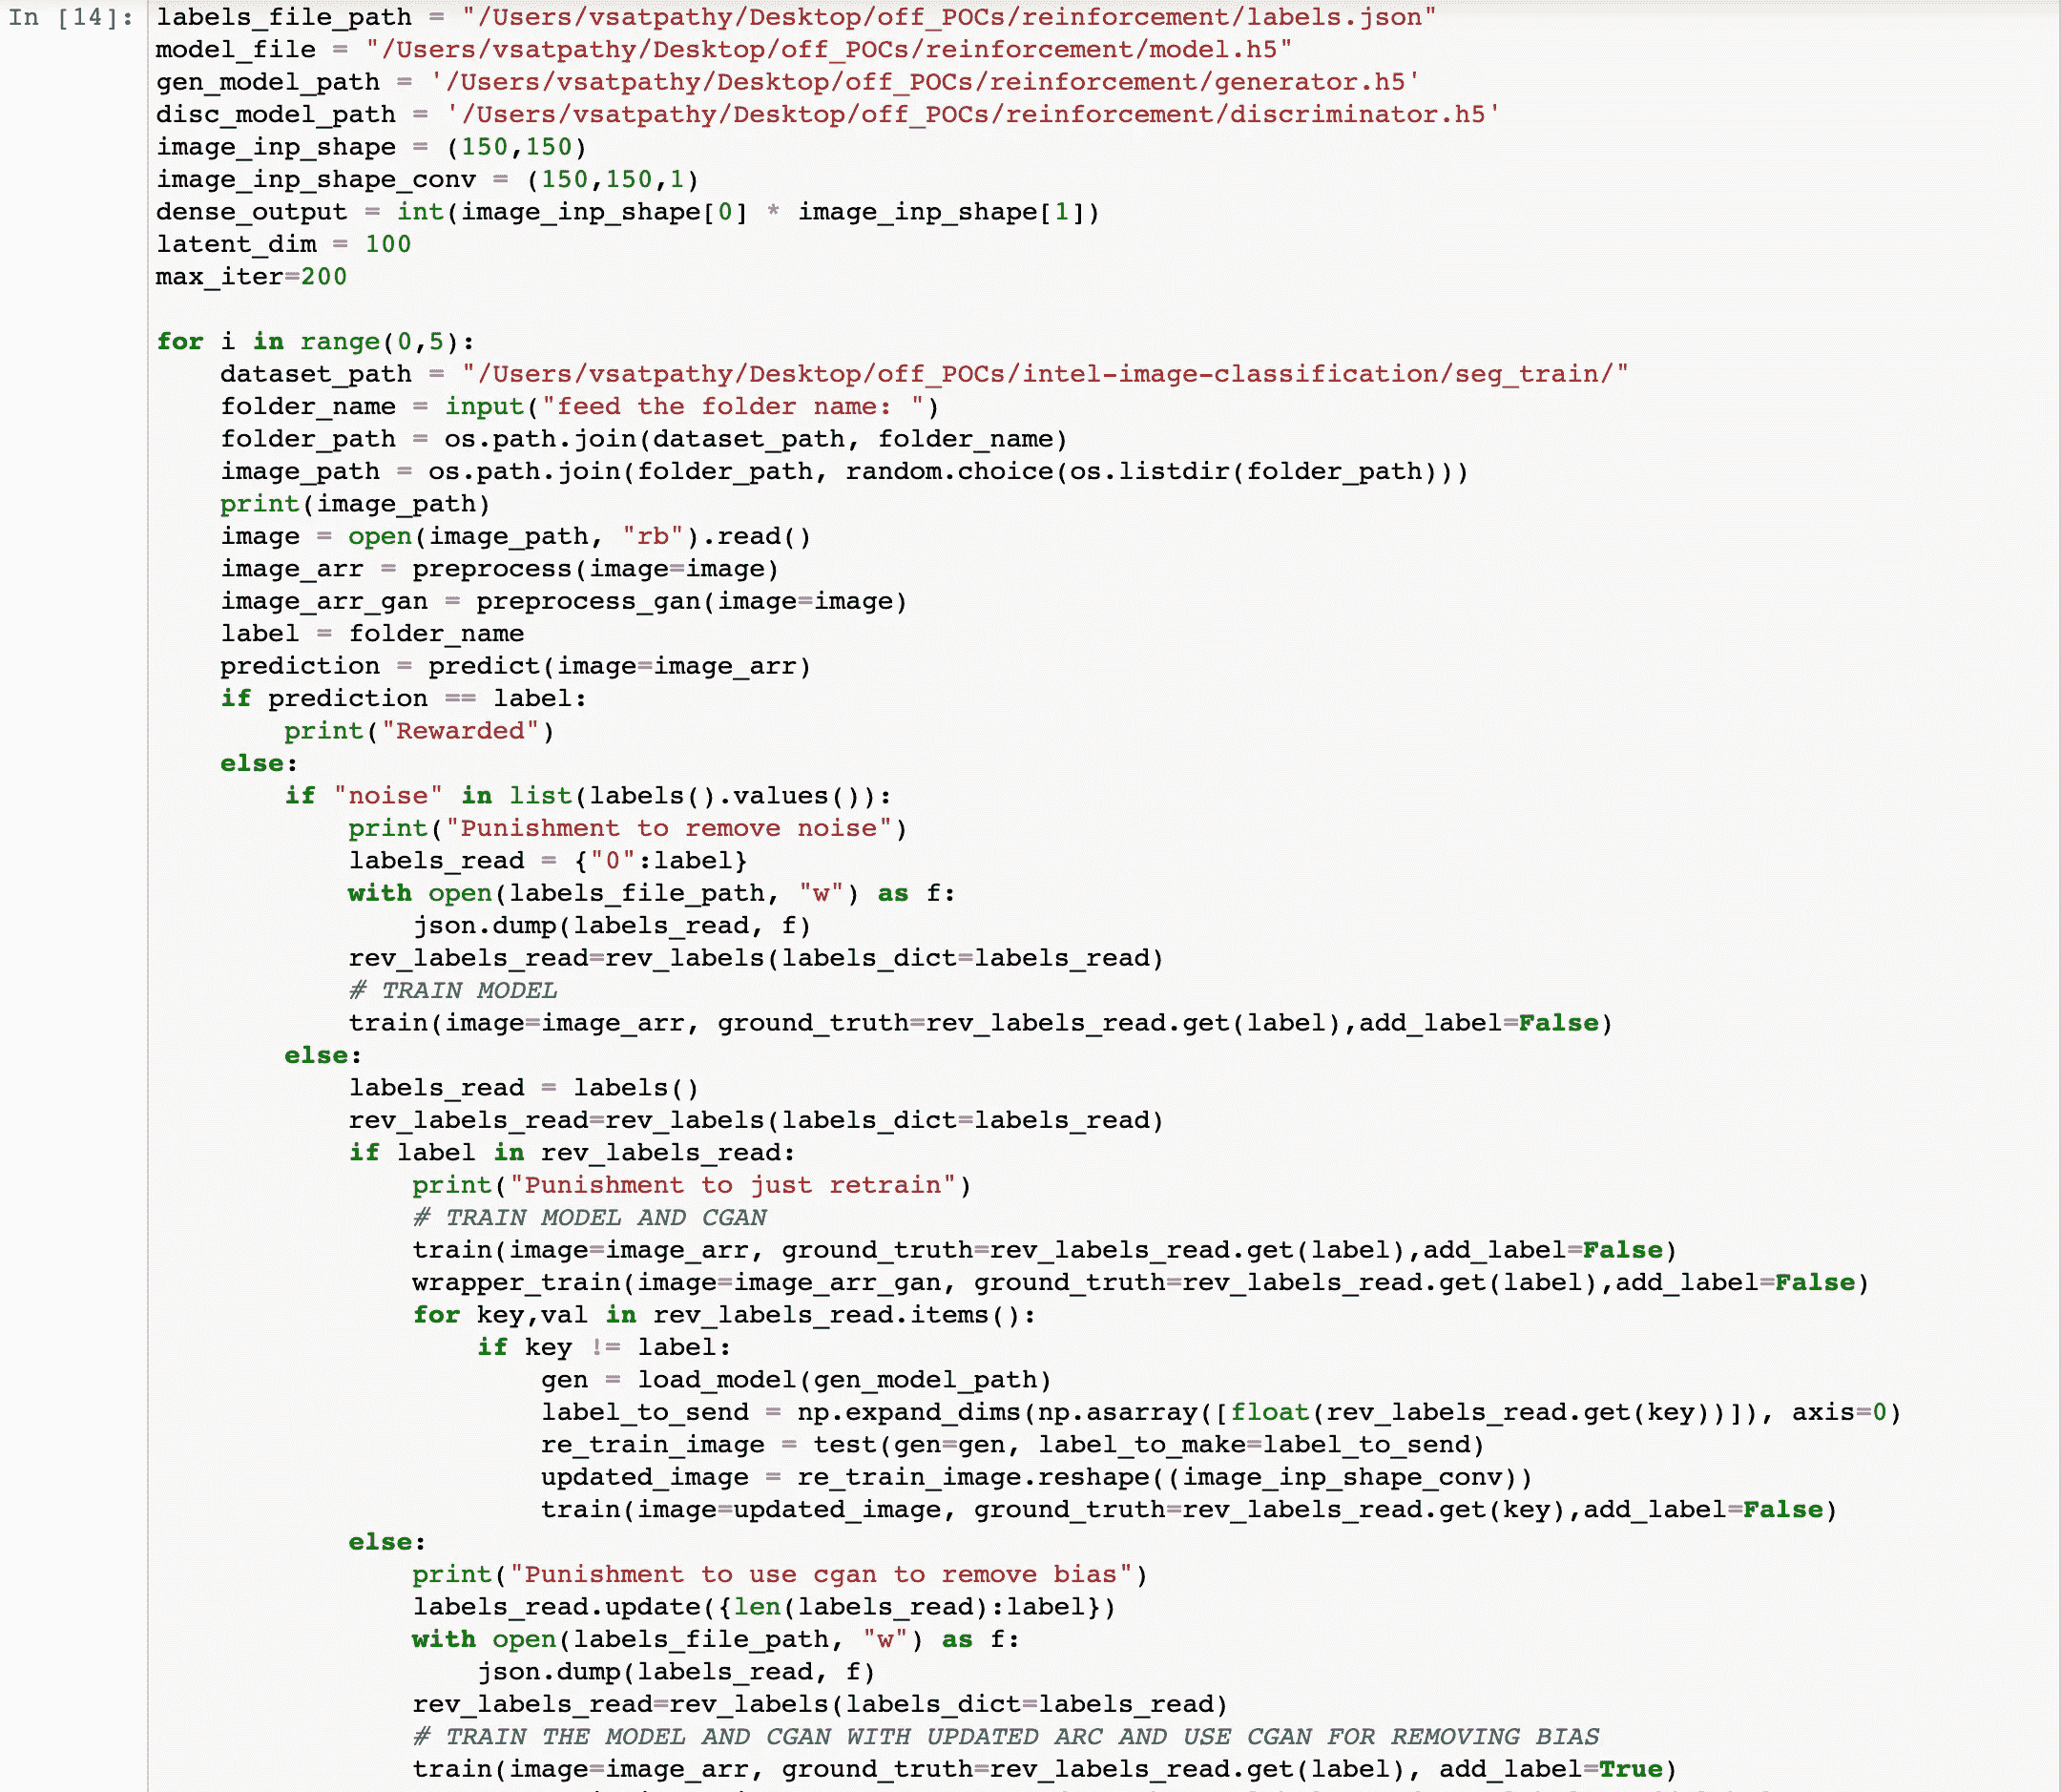 In [14]: labels_file_path = "/Users/vsatpathy/Desktop/off_POCs/reinforcement/labels.json"
model_file = "/Users/vsatpathy/Desktop/off_POCs/reinforcement/model.h5"
gen_model_path = '/Users/vsatpathy/Desktop/off_POCs/reinforcement/generator.h5'
disc_model_path = '/Users/vsatpathy/Desktop/off_POCs/reinforcement/discriminator.h5'
image_inp_shape = (150,150)
image_inp_shape_conv = (150,150,1)
dense_output = int(image_inp_shape[0] * image_inp_shape[1])
latent_dim = 100
max_iter=200

for i in range(0,5):
    dataset_path = "/Users/vsatpathy/Desktop/off_POCs/intel-image-classification/seg_train/"
    folder_name = input("feed the folder name: ")
    folder_path = os.path.join(dataset_path, folder_name)
    image_path = os.path.join(folder_path, random.choice(os.listdir(folder_path)))
    print(image_path)
    image = open(image_path, "rb").read()
    image_arr = preprocess(image=image)
    image_arr_gan = preprocess_gan(image=image)
    label = folder_name
    prediction = predict(image=image_arr)
    if prediction == label:
        print("Rewarded")
    else:
        if "noise" in list(labels().values()):
            print("Punishment to remove noise")
            labels_read = {"0":label}
            with open(labels_file_path, "w") as f:
                json.dump(labels_read, f)
            rev_labels_read=rev_labels(labels_dict=labels_read)
            # TRAIN MODEL
            train(image=image_arr, ground_truth=rev_labels_read.get(label),add_label=False)
        else:
            labels_read = labels()
            rev_labels_read=rev_labels(labels_dict=labels_read)
            if label in rev_labels_read:
                print("Punishment to just retrain")
                # TRAIN MODEL AND CGAN
                train(image=image_arr, ground_truth=rev_labels_read.get(label),add_label=False)
                wrapper_train(image=image_arr_gan, ground_truth=rev_labels_read.get(label),add_label=False)
                for key,val in rev_labels_read.items():
                    if key != label:
                        gen = load_model(gen_model_path)
                        label_to_send = np.expand_dims(np.asarray([float(rev_labels_read.get(key))]), axis=0)
                        re_train_image = test(gen=gen, label_to_make=label_to_send)
                        updated_image = re_train_image.reshape((image_inp_shape_conv))
                        train(image=updated_image, ground_truth=rev_labels_read.get(key),add_label=False)
            else:
                print("Punishment to use cgan to remove bias")
                labels_read.update({len(labels_read):label})
                with open(labels_file_path, "w") as f:
                    json.dump(labels_read, f)
                rev_labels_read=rev_labels(labels_dict=labels_read)
                # TRAIN THE MODEL AND CGAN WITH UPDATED ARC AND USE CGAN FOR REMOVING BIAS
                train(image=image_arr, ground_truth=rev_labels_read.get(label), add_label=True)